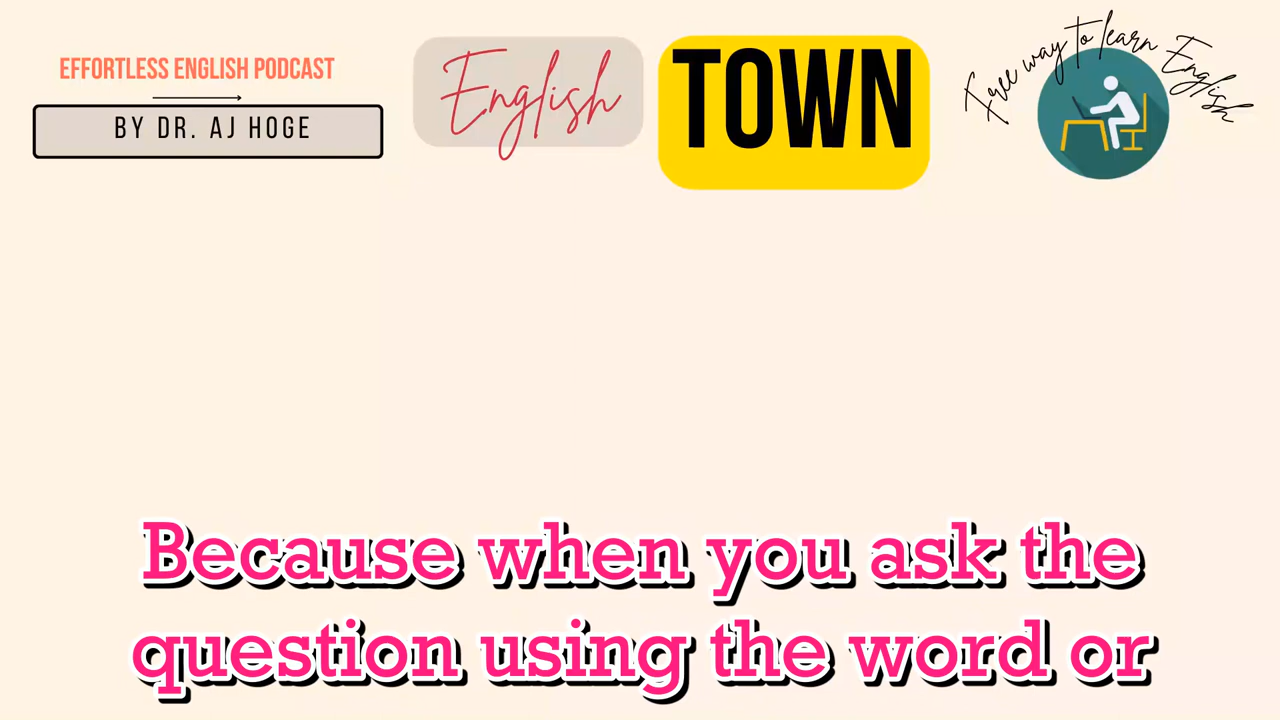 EFFORTLESS ENGLISH PODCAST
BY DR. AJ HOGE
English
TOWN
Free way to learn English
Because when you ask the
question using the word or